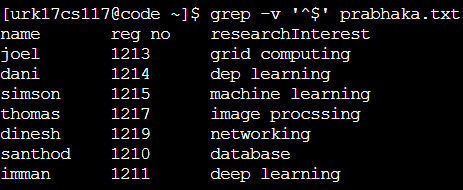 [urk17cs117@code ~]$ grep -v '^$' prabhaka.txt
name reg no researchInterest
joel 1213 grid computing
dani 1214 dep learning
simson 1215 machine learning
thomas 1217 image procssing
dinesh 1219 networking
santhod 1210 database
imman 1211 deep learning